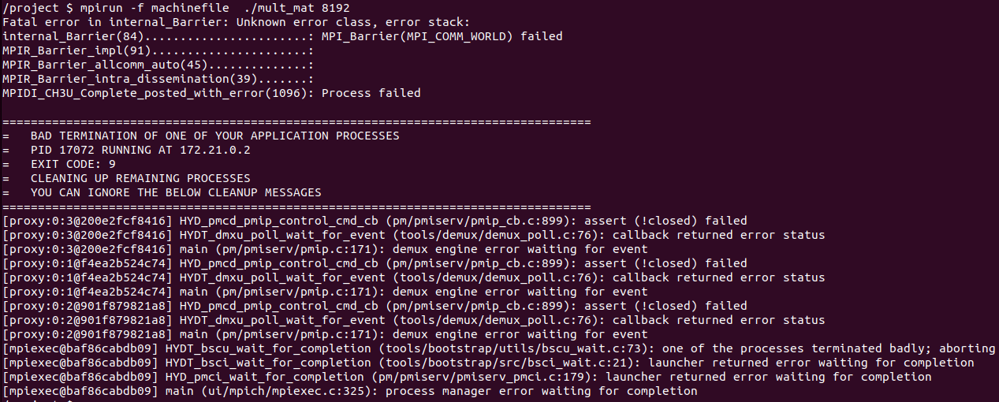 /project $ mpirun -f machinefile  ./mult_mat 8192
Fatal error in internal_Barrier: Unknown error class, error stack:
internal_Barrier(84).......................: MPI_Barrier(MPI_COMM_WORLD) failed
MPIR_Barrier_impl(91)......................:
MPIR_Barrier_allcomm_auto(45)..............:
MPIR_Barrier_intra_dissemination(39).......:
MPIDI_CH3U_Complete_posted_with_error(1096): Process failed
===================================================================================
=   BAD TERMINATION OF ONE OF YOUR APPLICATION PROCESSES
=   PID 17072 RUNNING AT 172.21.0.2
=   EXIT CODE: 9
=   CLEANING UP REMAINING PROCESSES
=   YOU CAN IGNORE THE BELOW CLEANUP MESSAGES
===================================================================================
[proxy:0:3@200e2fcf8416] HYD_pmcd_pmip_control_cmd_cb (pm/pmiserv/pmip_cb.c:899): assert (!closed) failed
[proxy:0:3@200e2fcf8416] HYDT_dmxu_poll_wait_for_event (tools/demux/demux_poll.c:76): callback returned error status
[proxy:0:3@200e2fcf8416] main (pm/pmiserv/pmip.c:171): demux engine error waiting for event
[proxy:0:1@f4ea2b524c74] HYD_pmcd_pmip_control_cmd_cb (pm/pmiserv/pmip_cb.c:899): assert (!closed) failed
[proxy:0:1@f4ea2b524c74] HYDT_dmxu_poll_wait_for_event (tools/demux/demux_poll.c:76): callback returned error status
[proxy:0:1@f4ea2b524c74] main (pm/pmiserv/pmip.c:171): demux engine error waiting for event
[proxy:0:2@901f879821a8] HYD_pmcd_pmip_control_cmd_cb (pm/pmiserv/pmip_cb.c:899): assert (!closed) failed
[proxy:0:2@901f879821a8] HYDT_dmxu_poll_wait_for_event (tools/demux/demux_poll.c:76): callback returned error status
[proxy:0:2@901f879821a8] main (pm/pmiserv/pmip.c:171): demux engine error waiting for event
[mpiexec@baf86cabdb09] HYDT_bscu_wait_for_completion (tools/bootstrap/utils/bscu_wait.c:73): one of the processes terminated badly; aborting
[mpiexec@baf86cabdb09] HYDT_bsci_wait_for_completion (tools/bootstrap/src/bsci_wait.c:21): launcher returned error waiting for completion
[mpiexec@baf86cabdb09] HYD_pmci_wait_for_completion (pm/pmiserv/pmiserv_pmci.c:179): launcher returned error waiting for completion
[mpiexec@baf86cabdb09] main (ui/mpich/mpiexec.c:325): process manager error waiting for completion